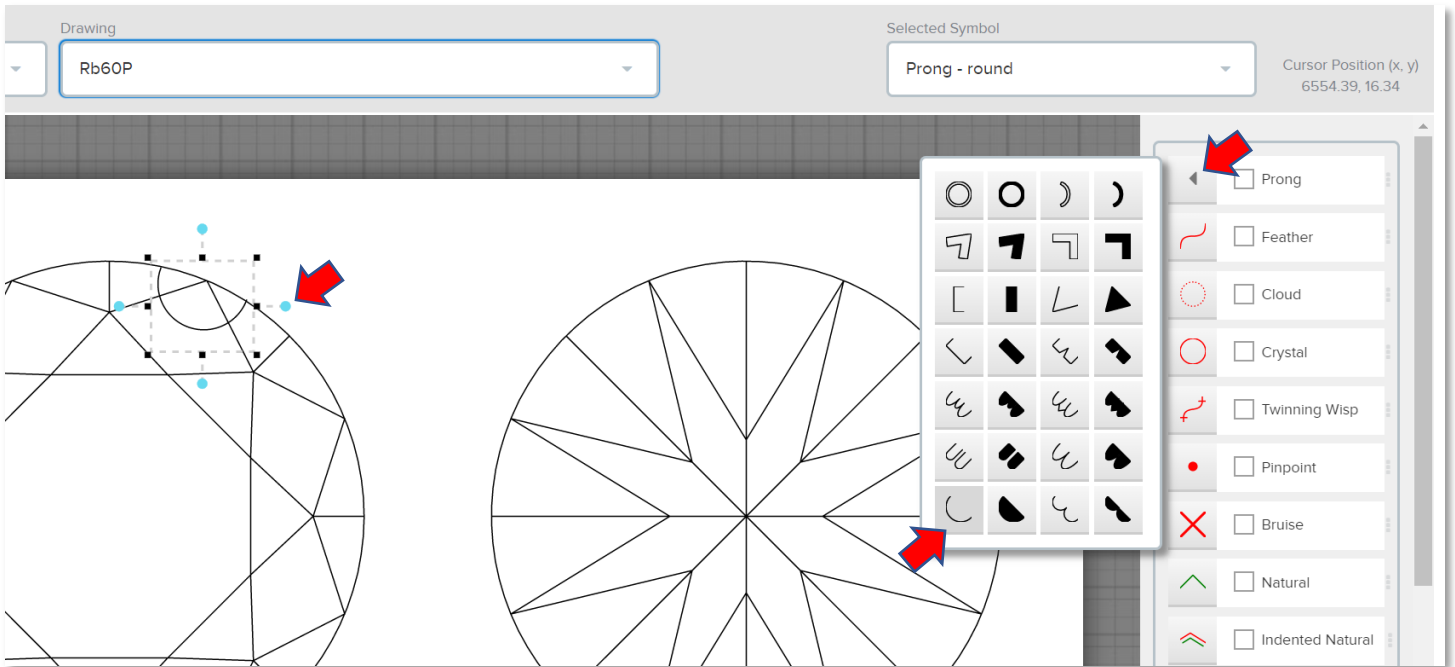 Drawing
Rb60P
Selected Symbol
Prong - round
Cursor Position (x, y)
6554.39, 16.34
Prong
Feather
Cloud
Crystal
Twinning Wisp
Pinpoint
Bruise
Natural
Indented Natural